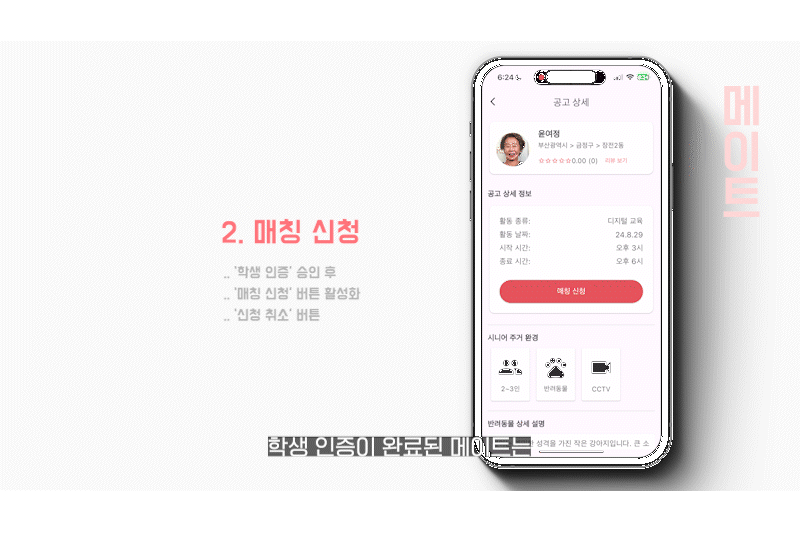 메이트
2. 매칭 신청
.. '학생 인증' 승인 후
.. '매칭 신청' 버튼 활성화
.. '신청 취소' 버튼
6:24
공고 상세
윤여정
부산광역시 > 금정구 > 장전2동
☆☆☆☆☆0.00 (0) 리뷰 보기
공고 상세 정보
활동 종류: 디지털 교육
활동 날짜: 24.8.29
시작 시간: 오후 3시
종료 시간: 오후 6시
매칭 신청
시니어 주거 환경
2~3인 반려동물 CCTV
반려동물 상세 설명
성격을 가진 작은 강아지입니다. 큰 소
학생 인증이 완료된 메이트는